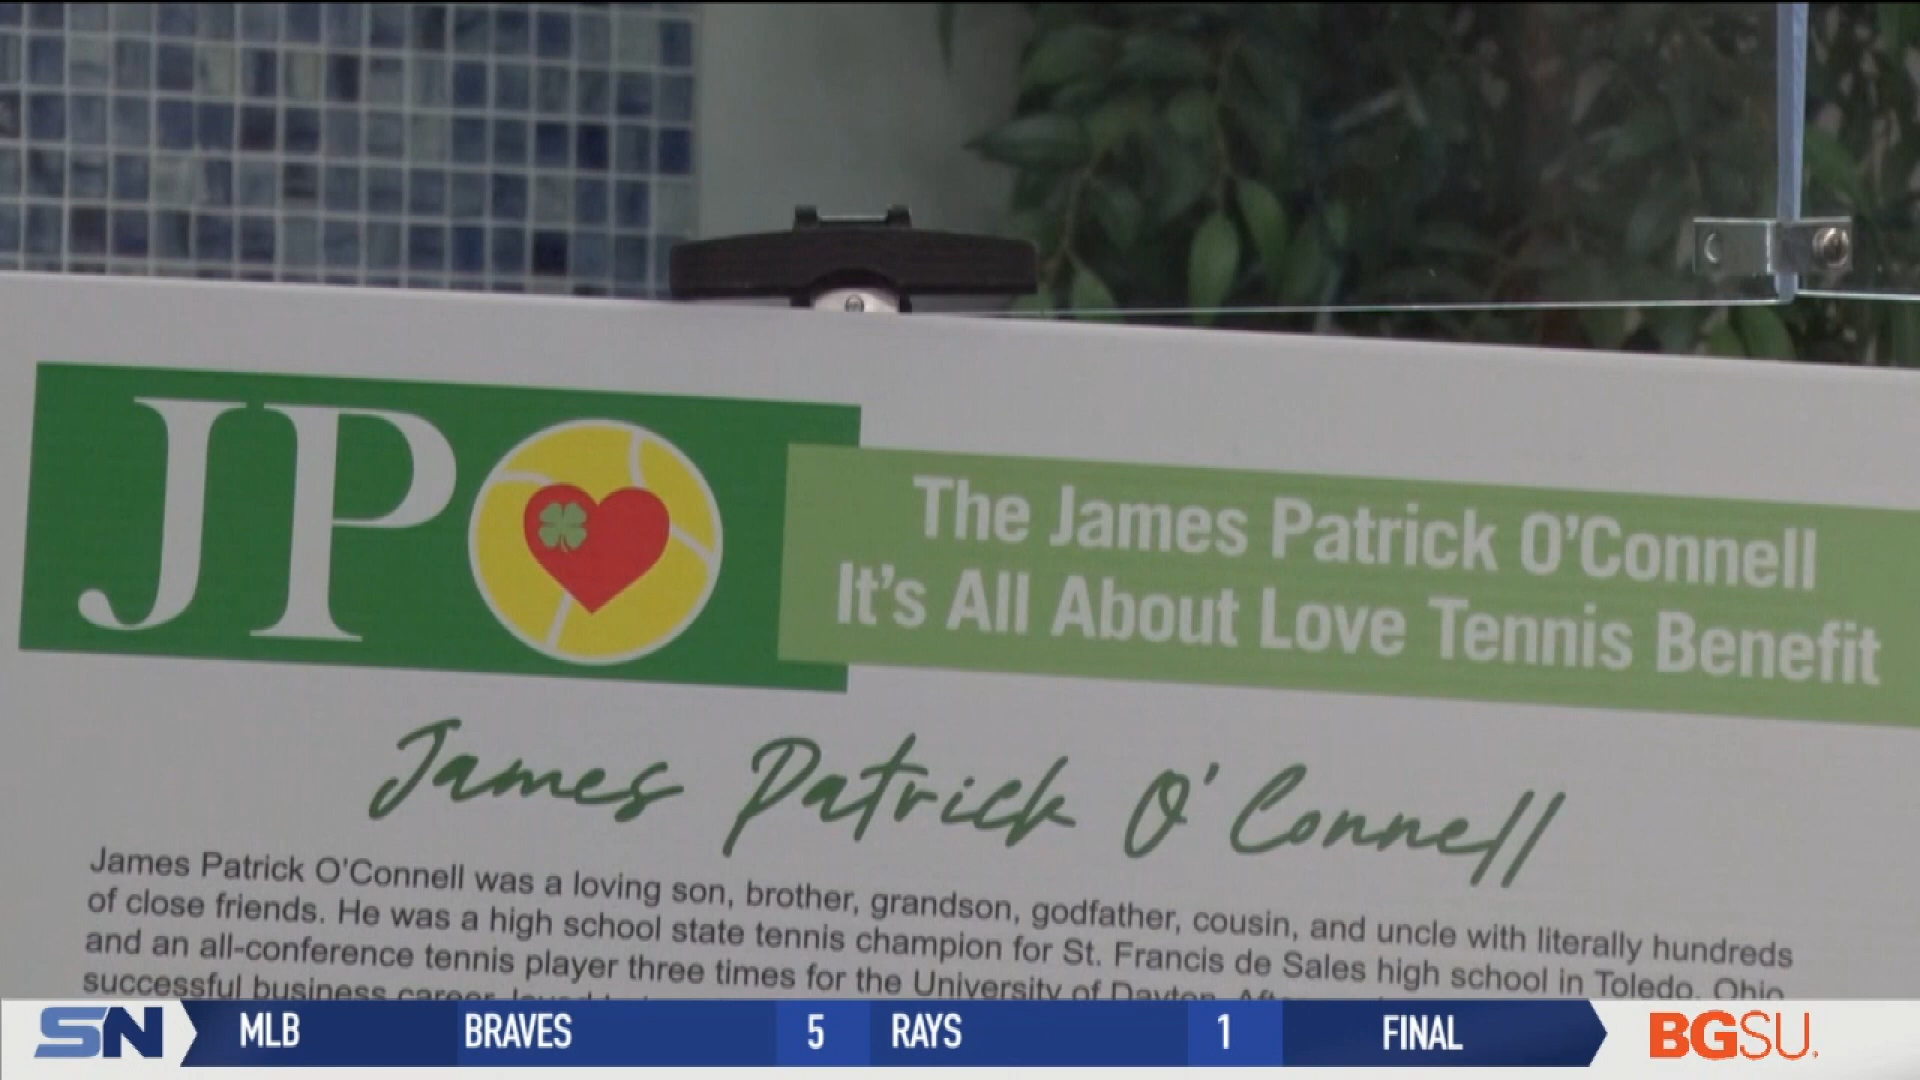 JP
The James Patrick O'Connell
It's All About Love Tennis Benefit
James Patrick O'Connell
James Patrick O'Connell was a loving son, brother, grandson, godfather, cousin, and uncle with literally hundreds
of close friends. He was a high school state tennis champion for St. Francis de Sales high school in Toledo, Ohio
and an all-conference tennis player three times for the University of Dayton.
successful business career,
SN MLB BRAVES 5 RAYS 1 FINAL BGSU.